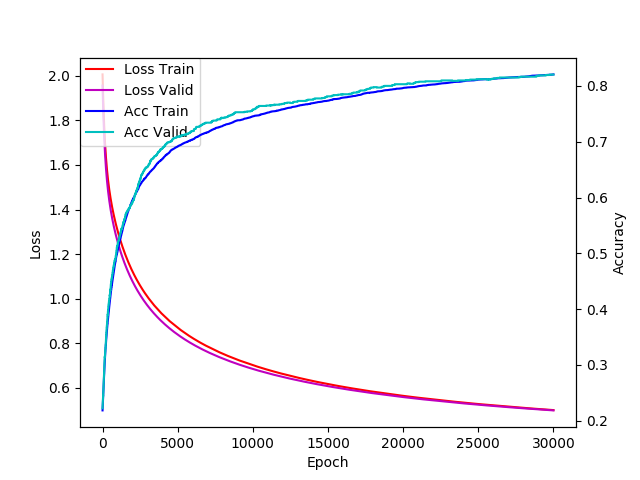 Loss Train
Loss Valid
Acc Train
Acc Valid
2.0
1.8
1.6
1.4
1.2
1.0
0.8
0.6
Loss
0.8
0.7
0.6
0.5
0.4
0.3
0.2
Accuracy
0 5000 10000 15000 20000 25000 30000
Epoch